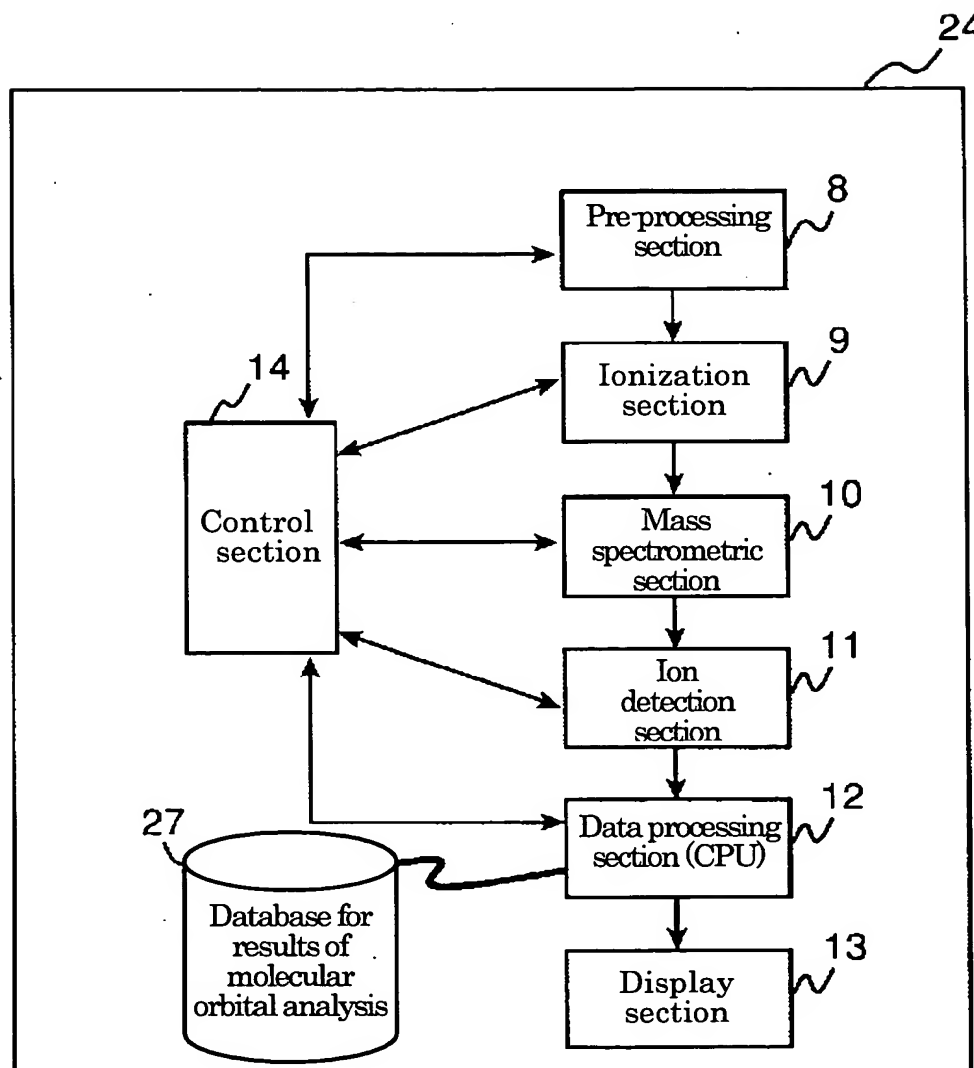 24
8
Pre-processing
section
9
Ionization
section
14
Control
section
10
Mass
spectrometric
section
11
Ion
detection
section
12
Data processing
section (CPU)
27
Database for
results of
molecular
orbital analysis
13
Display
section